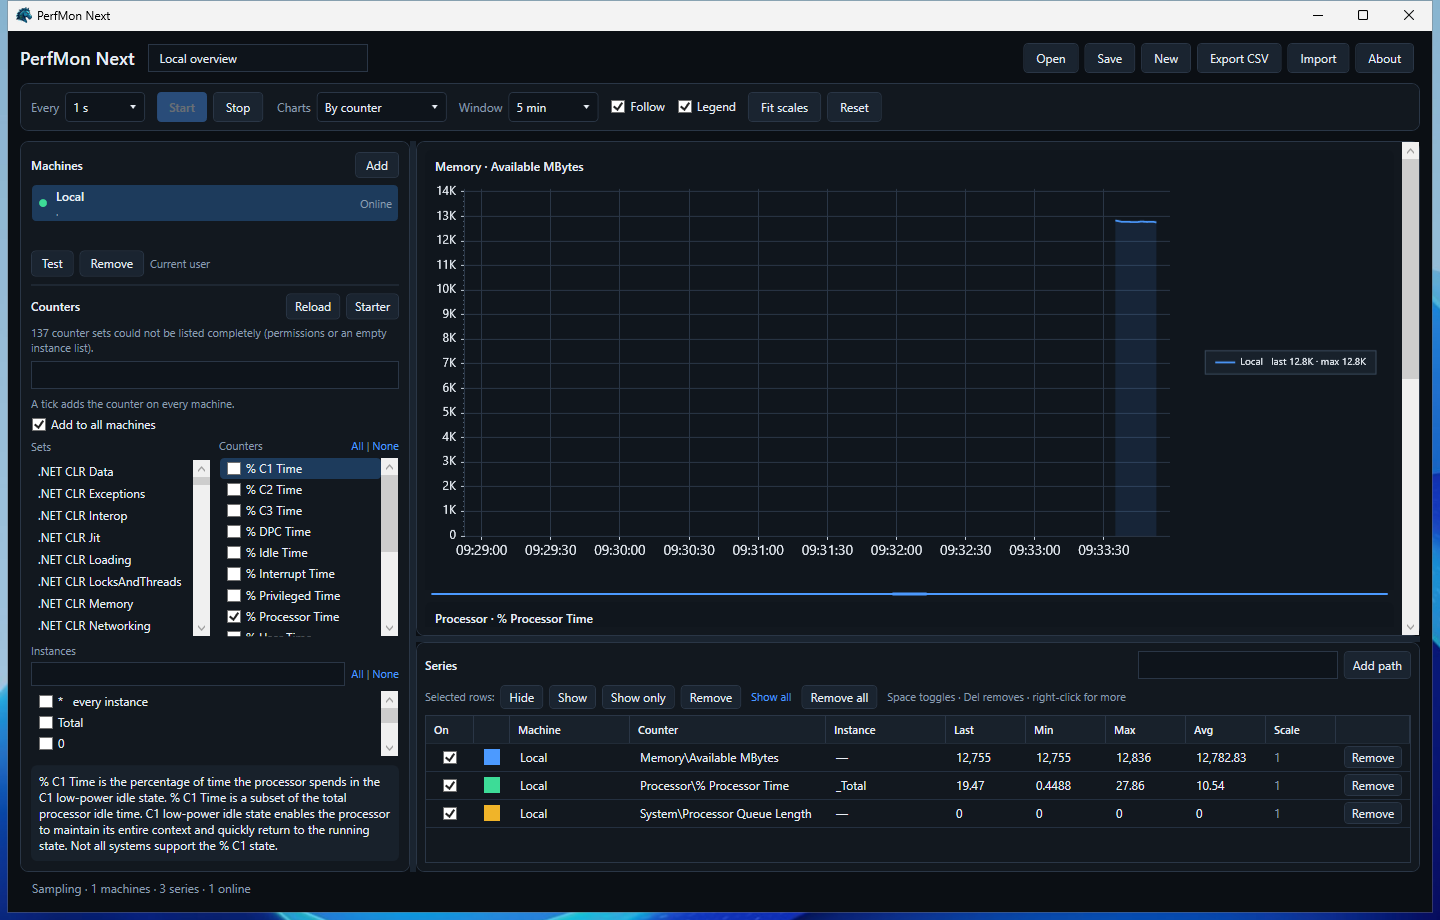 PerfMon Next
PerfMon Next
Local overview
Open
Save
New
Export CSV
Import
About
Every
1 s
Start
Stop
Charts
By counter
Window
5 min
Follow
Legend
Fit scales
Reset
Machines
Add
Local
.
Online
Test
Remove
Current user
Counters
Reload
Starter
137 counter sets could not be listed completely (permissions or an empty
instance list).
A tick adds the counter on every machine.
Add to all machines
Sets
.NET CLR Data
.NET CLR Exceptions
.NET CLR Interop
.NET CLR Jit
.NET CLR Loading
.NET CLR LocksAndThreads
.NET CLR Memory
.NET CLR Networking
Counters
All | None
% C1 Time
% C2 Time
% C3 Time
% DPC Time
% Idle Time
% Interrupt Time
% Privileged Time
% Processor Time
Instances
All | None
* every instance
Total
0
% C1 Time is the percentage of time the processor spends in the
C1 low-power idle state. % C1 Time is a subset of the total
processor idle time. C1 low-power idle state enables the processor
to maintain its entire context and quickly return to the running
state. Not all systems support the % C1 state.
Memory · Available MBytes
14K
13K
12K
11K
10K
9K
8K
7K
6K
5K
4K
3K
2K
1K
0
09:29:00 09:29:30 09:30:00 09:30:30 09:31:00 09:31:30 09:32:00 09:32:30 09:33:00 09:33:30
Local last 12.8K · max 12.8K
Processor · % Processor Time
Series
Add path
Selected rows:
Hide
Show
Show only
Remove
Show all
Remove all
Space toggles · Del removes · right-click for more
On Machine Counter Instance Last Min Max Avg Scale
Local Memory\Available MBytes — 12,755 12,755 12,836 12,782.83 1 Remove
Local Processor\% Processor Time _Total 19.47 0.4488 27.86 10.54 1 Remove
Local System\Processor Queue Length — 0 0 0 0 1 Remove
Sampling · 1 machines · 3 series · 1 online